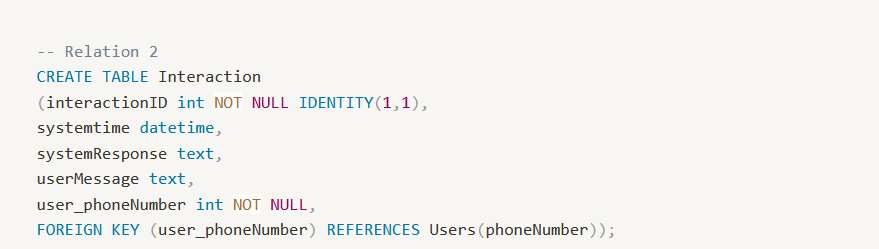 -- Relation 2
CREATE TABLE Interaction
(interactionID int NOT NULL IDENTITY(1,1),
systemtime datetime,
systemResponse text,
userMessage text,
user_phoneNumber int NOT NULL,
FOREIGN KEY (user_phoneNumber) REFERENCES Users(phoneNumber));